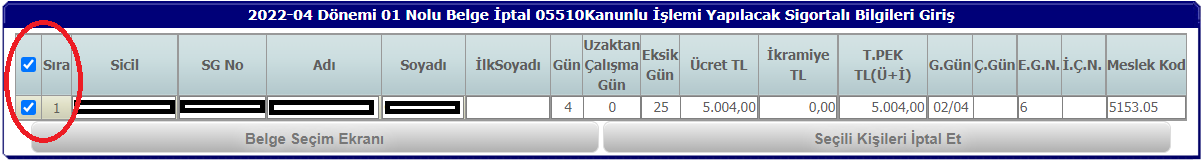 2022-04 Dönemi 01 Nolu Belge İptal 05510Kanunlu İşlemi Yapılacak Sigortalı Bilgileri Giriş
Sıra Sicil SG No Adı Soyadı İlkSoyadı Gün Uzaktan Çalışma Gün Eksik Gün Ücret TL İkramiye TL T.PEK TL(Ü+İ) G.Gün Ç.Gün E.G.N. İ.Ç.N. Meslek Kod
1 4 0 25 5.004,00 0,00 5.004,00 02/04 6 5153.05
Belge Seçim Ekranı Seçili Kişileri İptal Et